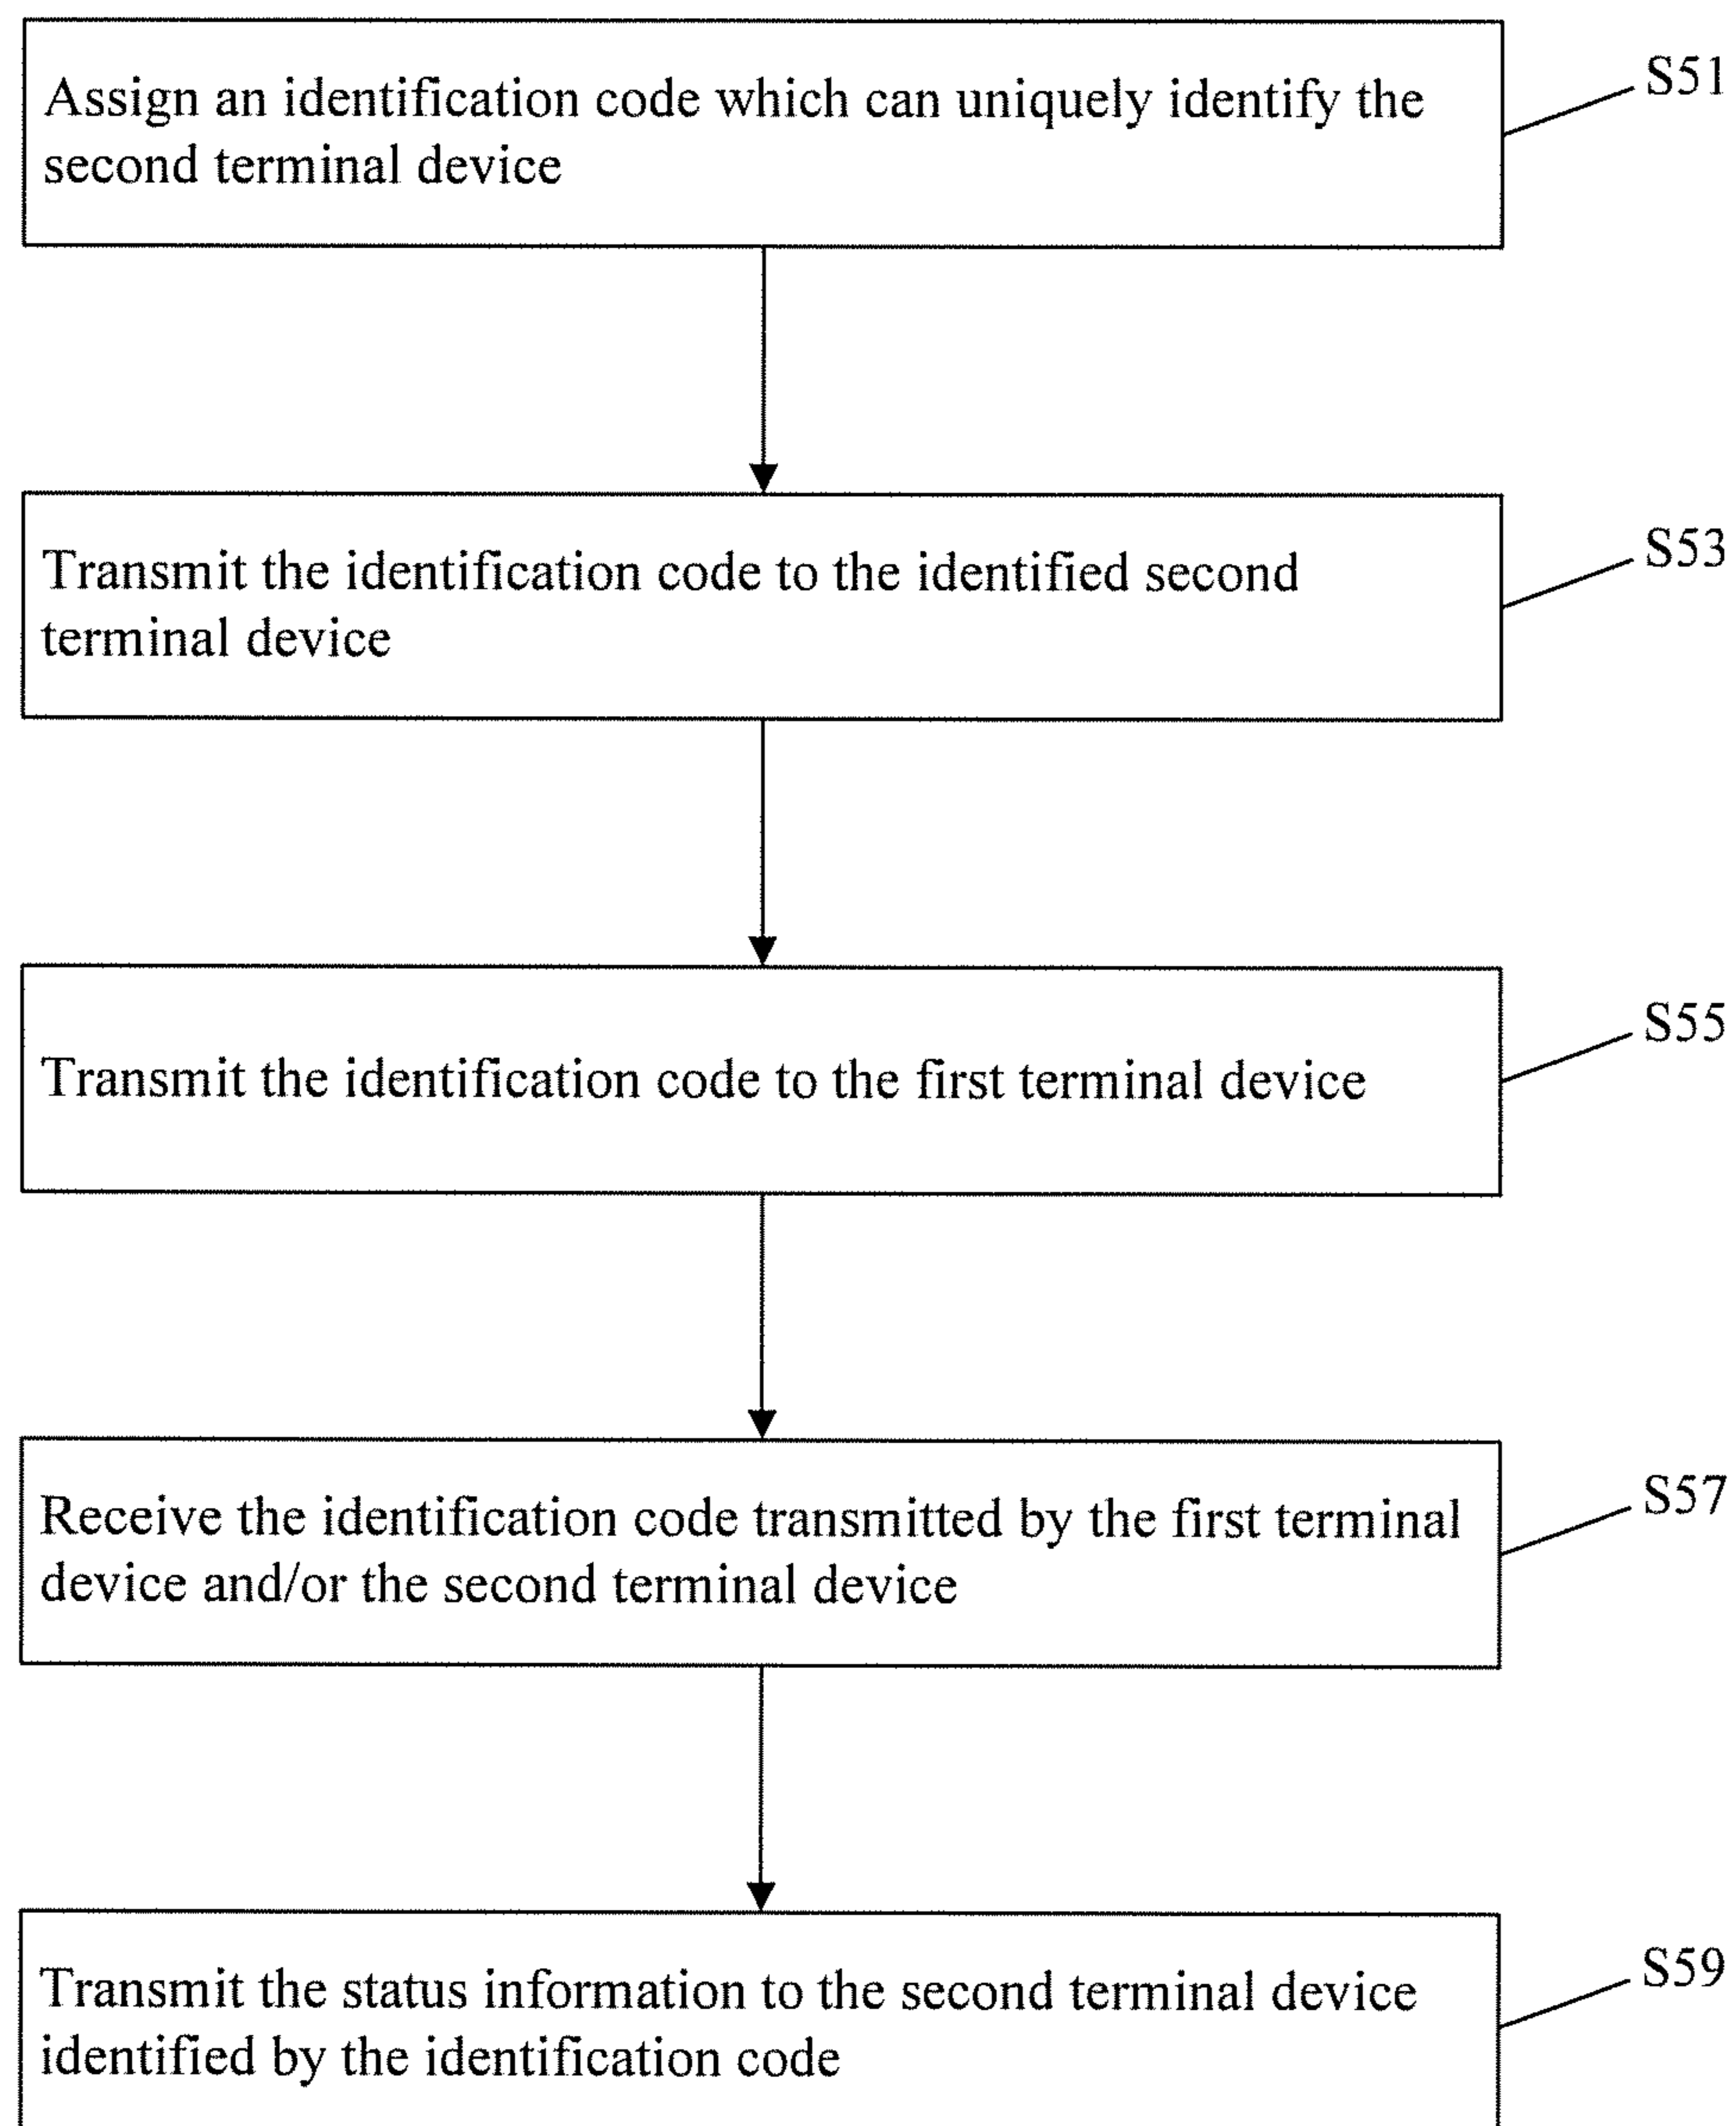 Assign an identification code which can uniquely identify the
second terminal device
S51
Transmit the identification code to the identified second
terminal device
S53
Transmit the identification code to the first terminal device
S55
Receive the identification code transmitted by the first terminal
device and/or the second terminal device
S57
Transmit the status information to the second terminal device
identified by the identification code
S59